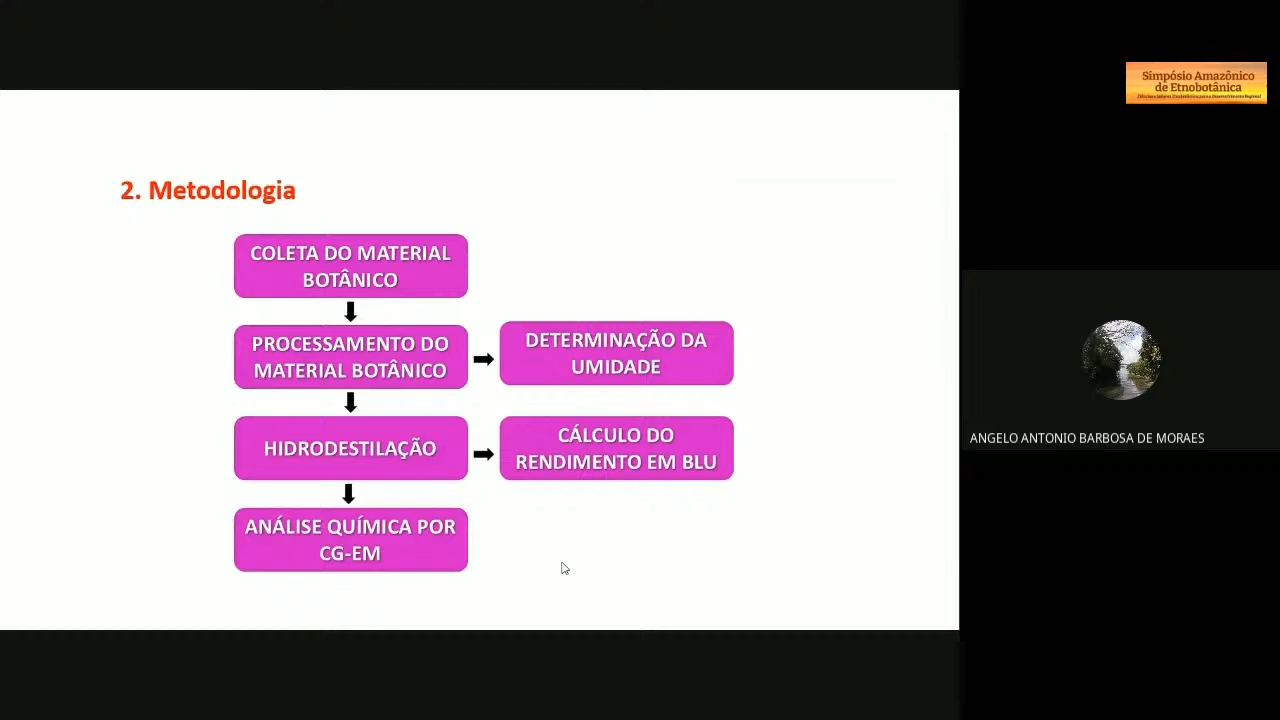 2. Metodologia
COLETA DO MATERIAL
BOTÂNICO
PROCESSAMENTO DO
MATERIAL BOTÂNICO
DETERMINAÇÃO DA
UMIDADE
HIDRODESTILAÇÃO
CÁLCULO DO
RENDIMENTO EM BLU
ANÁLISE QUÍMICA POR
CG-EM
Simpósio Amazônico
de Etnobotânica
ANGELO ANTONIO BARBOSA DE MORAES